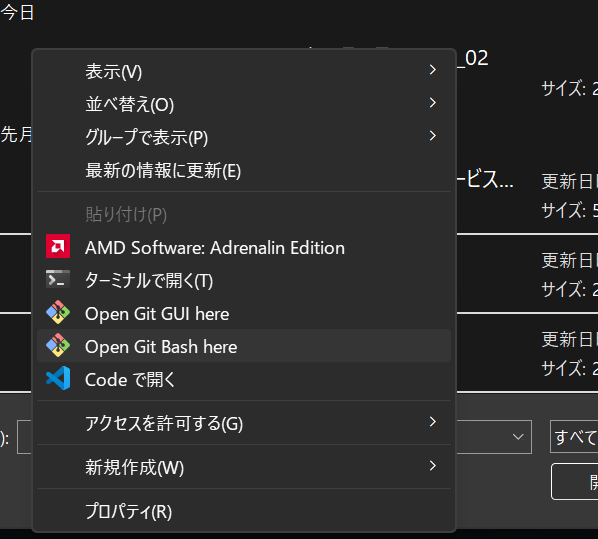 今日
_02
サイズ: 2
先月
ービス...
更新日
サイズ: 5
更新日
サイズ: 2
更新日
サイズ: 2
表示(V)
並べ替え(O)
グループで表示(P)
最新の情報に更新(E)
貼り付け(P)
AMD Software: Adrenalin Edition
ターミナルで開く(T)
Open Git GUI here
Open Git Bash here
Code で開く
アクセスを許可する(G)
新規作成(W)
プロパティ(R)
):
すべて